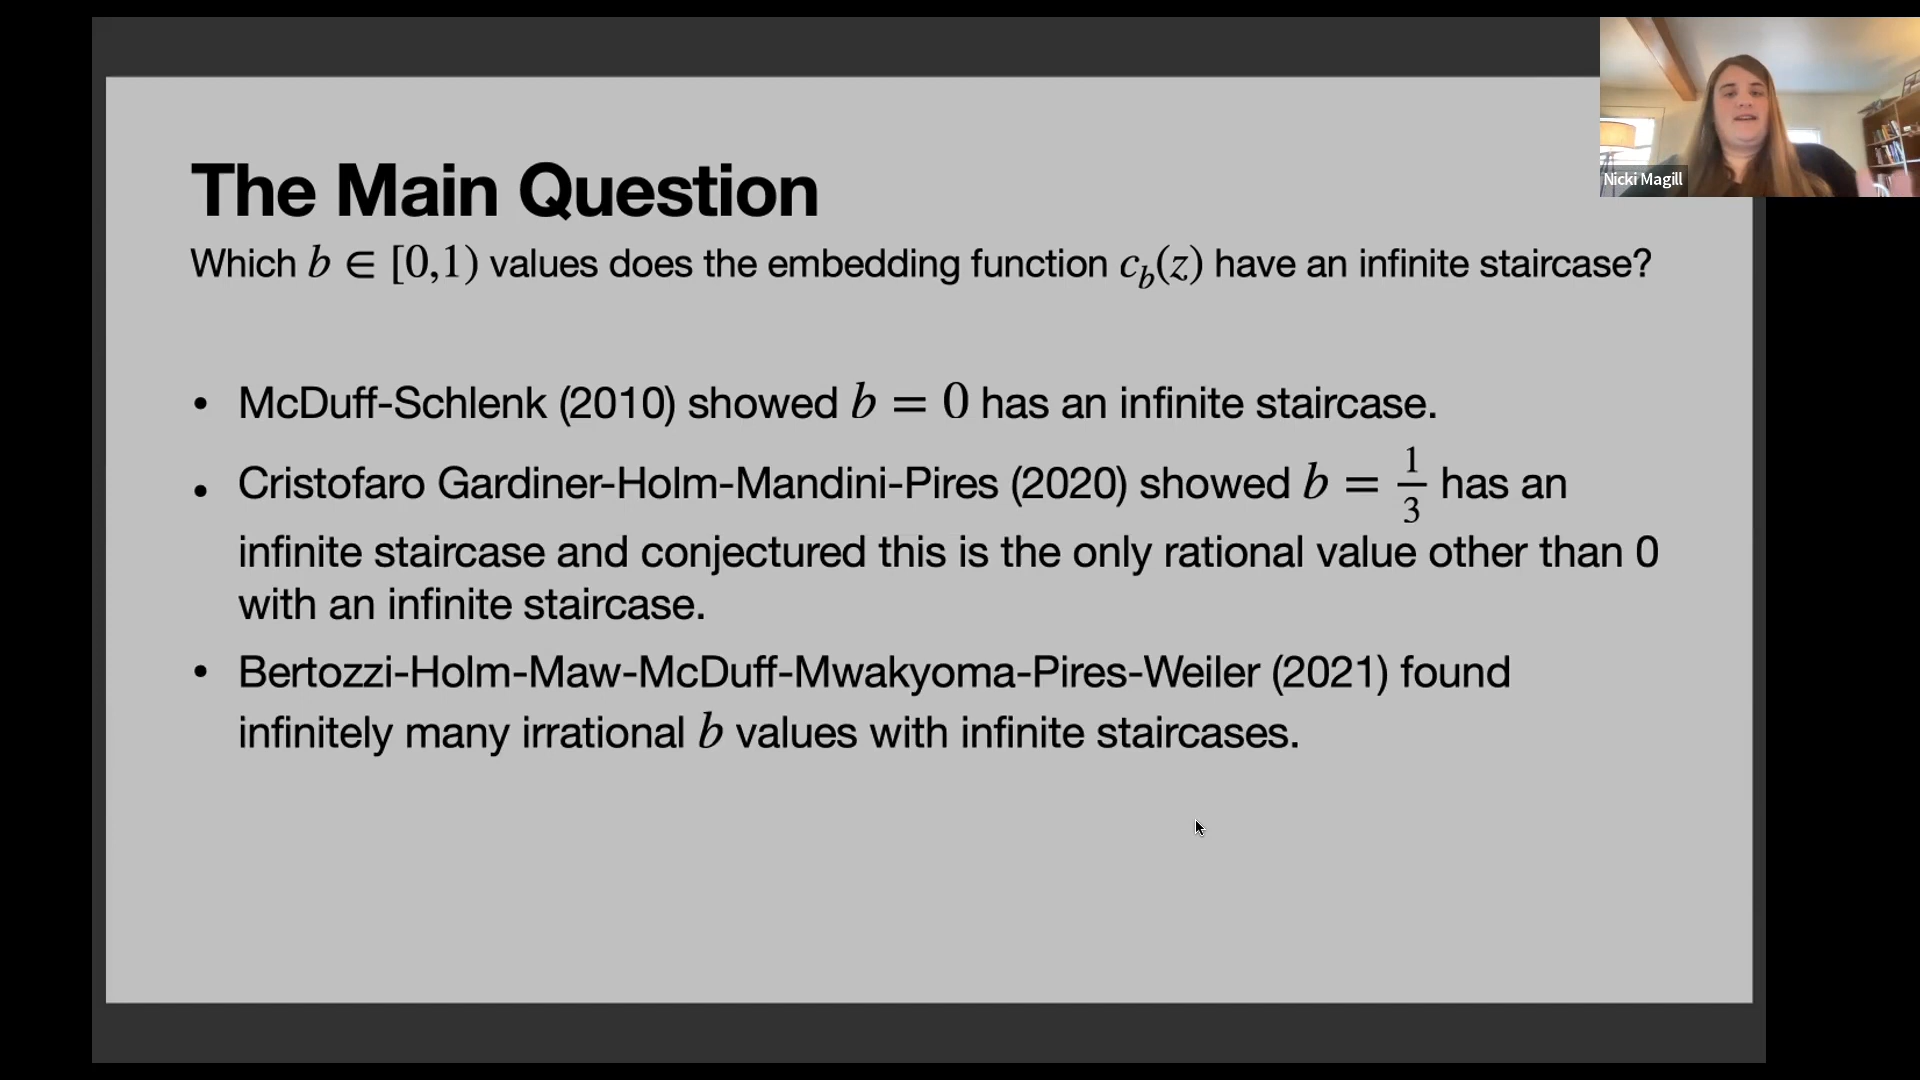 The Main Question
Which b ∈ [0,1) values does the embedding function c_b(z) have an infinite staircase?
• McDuff-Schlenk (2010) showed b = 0 has an infinite staircase.
• Cristofaro Gardiner-Holm-Mandini-Pires (2020) showed b = 1/3 has an
infinite staircase and conjectured this is the only rational value other than 0
with an infinite staircase.
• Bertozzi-Holm-Maw-McDuff-Mwakyoma-Pires-Weiler (2021) found
infinitely many irrational b values with infinite staircases.
Nicki Magill